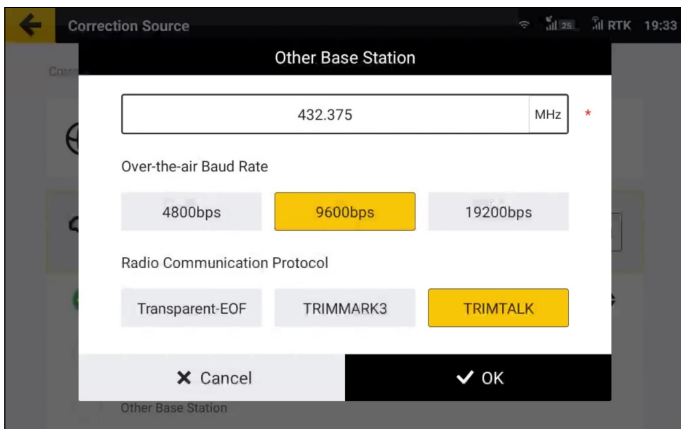 Correction Source
25 RTK 19:33
Other Base Station
432.375 MHz *
Over-the-air Baud Rate
4800bps 9600bps 19200bps
Radio Communication Protocol
Transparent-EOF TRIMMARK3 TRIMTALK
Cancel OK
Other Base Station